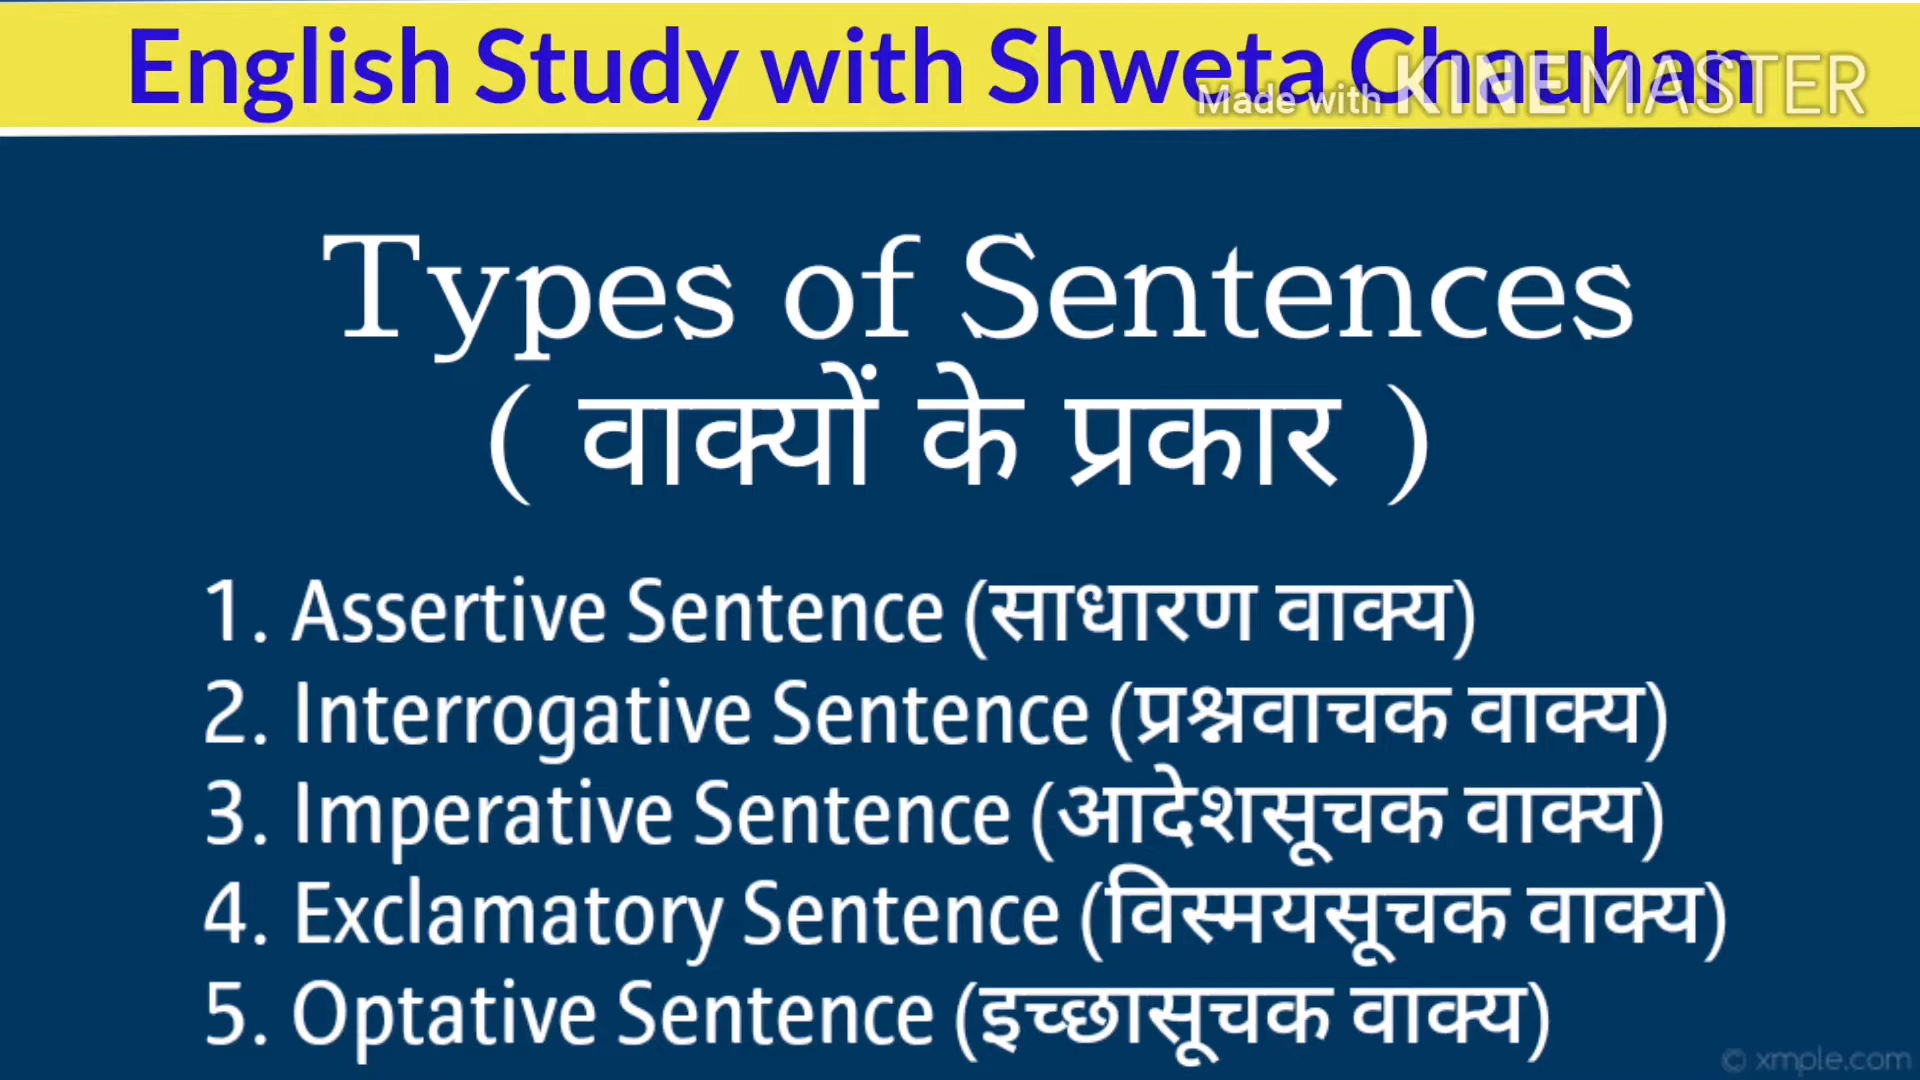 English Study with Shweta Chauhan
Made with KINEMASTER
Types of Sentences
( वाक्यों के प्रकार )
1. Assertive Sentence (साधारण वाक्य)
2. Interrogative Sentence (प्रश्नवाचक वाक्य)
3. Imperative Sentence (आदेशसूचक वाक्य)
4. Exclamatory Sentence (विस्मयसूचक वाक्य)
5. Optative Sentence (इच्छासूचक वाक्य)
© xmple.com